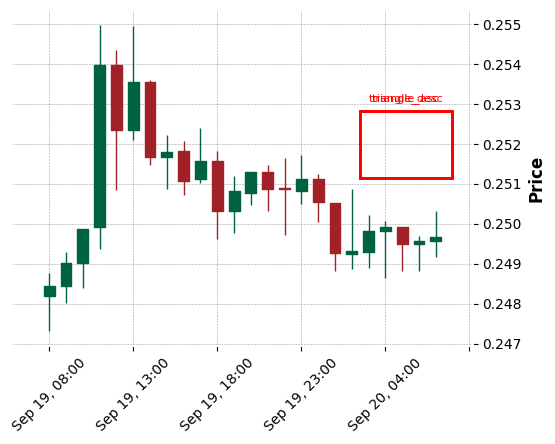 0.255
0.254
0.253
0.252
0.251
0.250
0.249
0.248
0.247
Price
Sep 19, 08:00
Sep 19, 13:00
Sep 19, 18:00
Sep 19, 23:00
Sep 20, 04:00